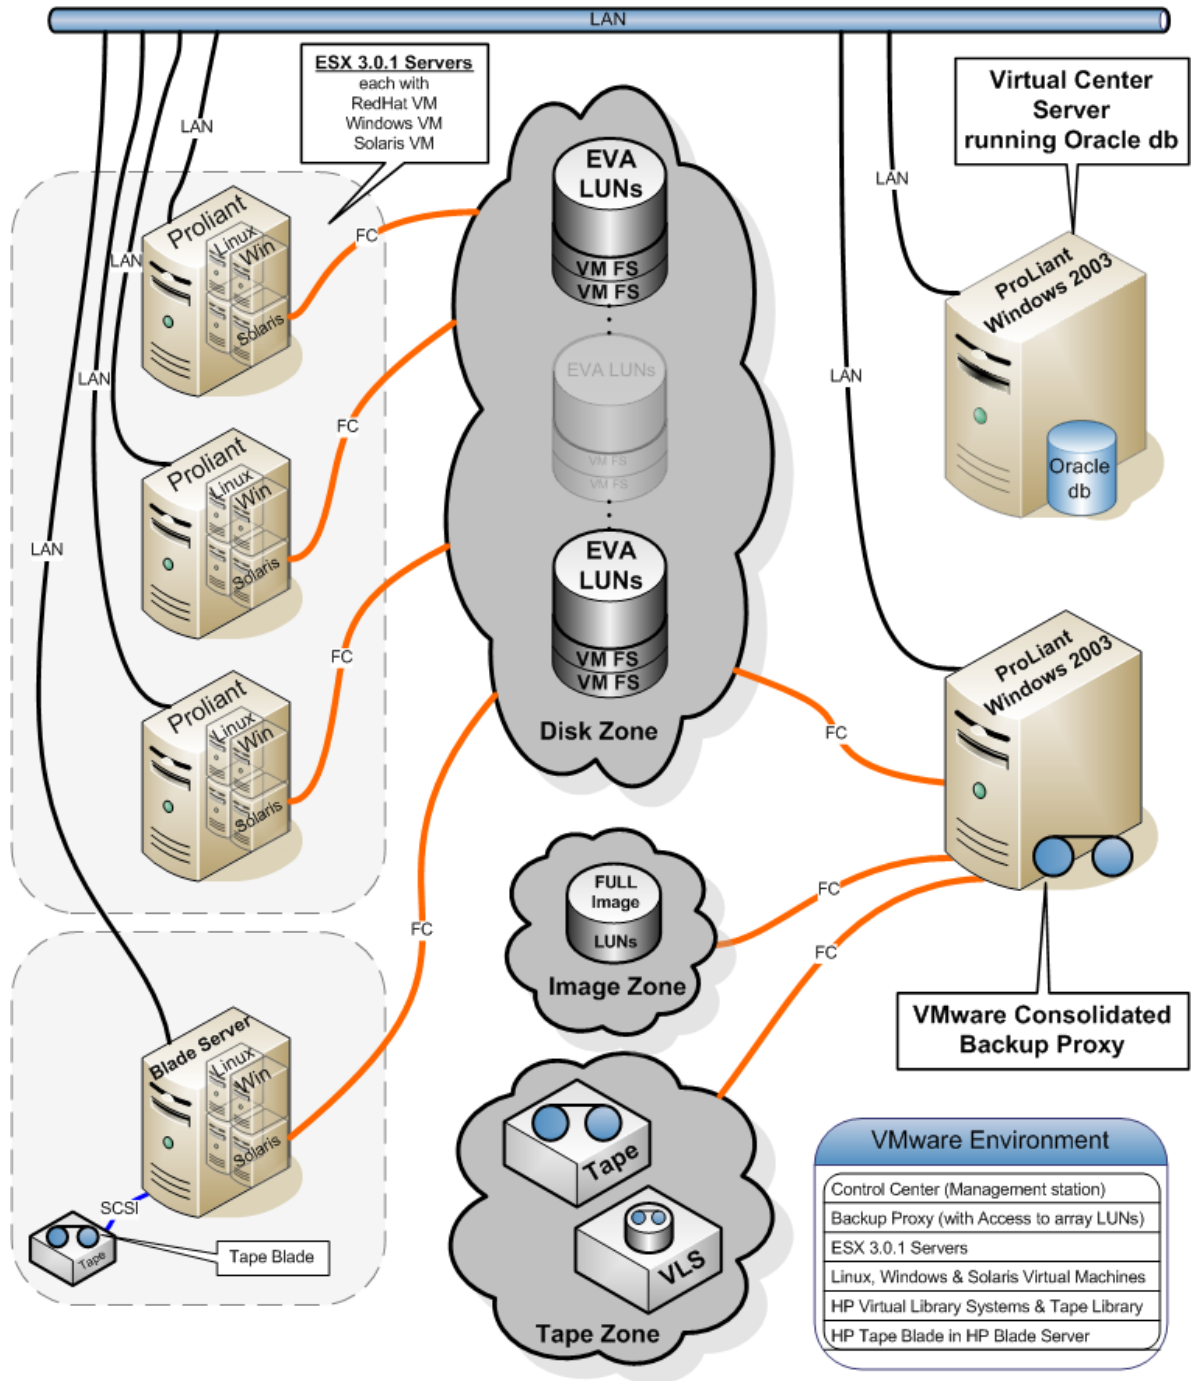 LAN
ESX 3.0.1 Servers
each with
RedHat VM
Windows VM
Solaris VM
Virtual Center
Server
running Oracle db
LAN
LAN
LAN
LAN
LAN
LAN
LAN
Proliant
Linux
Win
Solaris
FC
EVA
LUNs
VM FS
VM FS
EVA LUNs
VM FS
VM FS
EVA
LUNs
VM FS
VM FS
Disk Zone
ProLiant
Windows 2003
Oracle
db
Proliant
Linux
Win
Solaris
FC
Proliant
Linux
Win
Solaris
FC
ProLiant
Windows 2003
FC
FC
FC
FC
FULL
Image
LUNs
Image Zone
VMware Consolidated
Backup Proxy
Blade Server
Linux
Win
Solaris
SCSI
Tape
Tape Blade
Tape
VLS
Tape Zone
VMware Environment
Control Center (Management station)
Backup Proxy (with Access to array LUNs)
ESX 3.0.1 Servers
Linux, Windows & Solaris Virtual Machines
HP Virtual Library Systems & Tape Library
HP Tape Blade in HP Blade Server